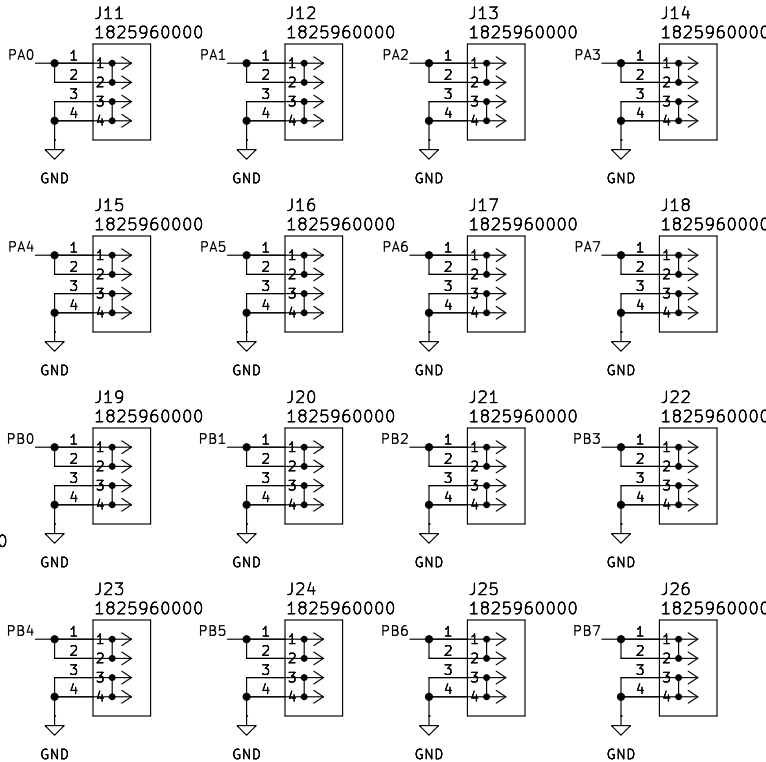 J11 J12 J13 J14
1825960000 1825960000 1825960000 1825960000
PA0 1 1 PA1 1 1 PA2 1 1 PA3 1 1
2 2 2 2 2 2 2 2
3 3 3 3 3 3 3 3
4 4 4 4 4 4 4 4
GND GND GND GND
J15 J16 J17 J18
1825960000 1825960000 1825960000 1825960000
PA4 1 1 PA5 1 1 PA6 1 1 PA7 1 1
2 2 2 2 2 2 2 2
3 3 3 3 3 3 3 3
4 4 4 4 4 4 4 4
GND GND GND GND
J19 J20 J21 J22
1825960000 1825960000 1825960000 1825960000
PB0 1 1 PB1 1 1 PB2 1 1 PB3 1 1
2 2 2 2 2 2 2 2
3 3 3 3 3 3 3 3
4 4 4 4 4 4 4 4
0
GND GND GND GND
J23 J24 J25 J26
1825960000 1825960000 1825960000 1825960000
PB4 1 1 PB5 1 1 PB6 1 1 PB7 1 1
2 2 2 2 2 2 2 2
3 3 3 3 3 3 3 3
4 4 4 4 4 4 4 4
GND GND GND GND